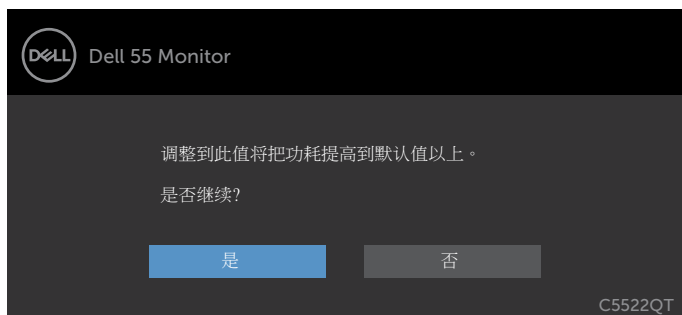 DELL Dell 55 Monitor
调整到此值将把功耗提高到默认值以上。
是否继续?
是 否
C5522QT